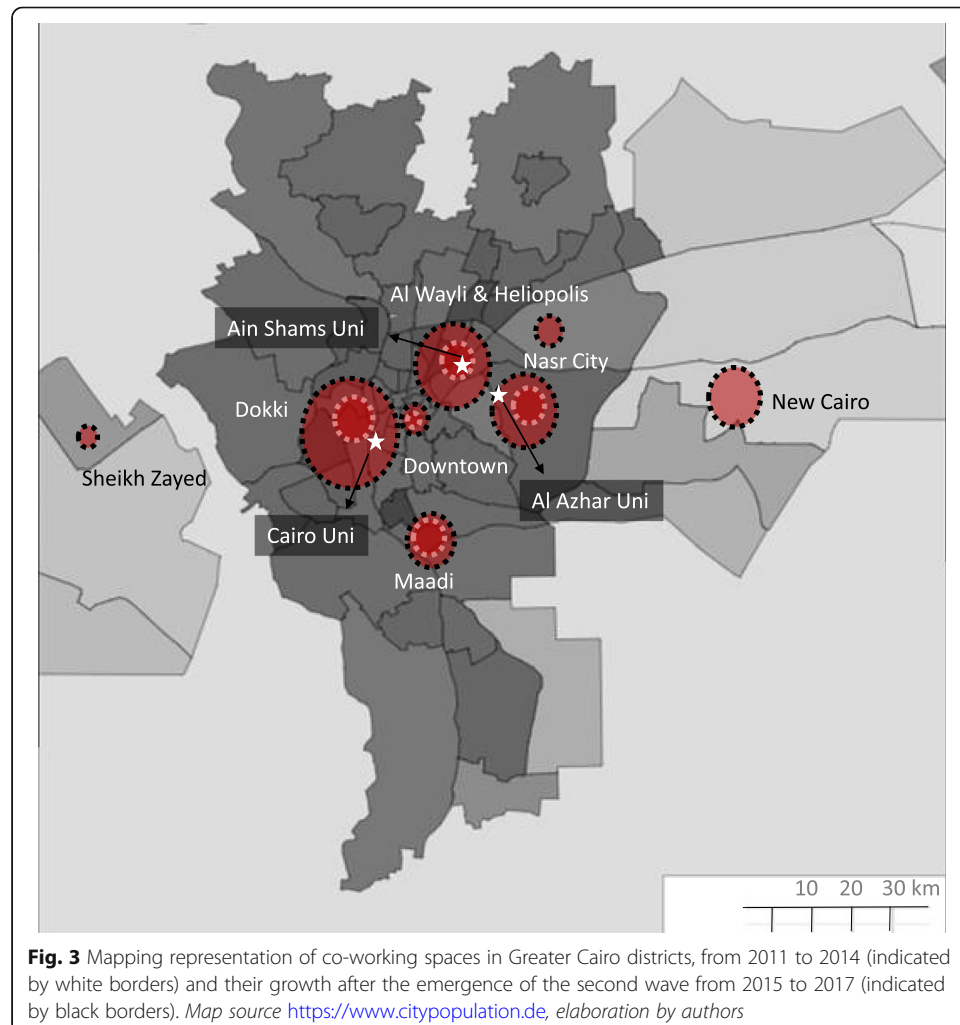 Al Wayli & Heliopolis
Ain Shams Uni
Nasr City
Dokki
New Cairo
Downtown
Sheikh Zayed
Al Azhar Uni
Cairo Uni
Maadi
10 20 30 km
Fig. 3 Mapping representation of co-working spaces in Greater Cairo districts, from 2011 to 2014 (indicated
by white borders) and their growth after the emergence of the second wave from 2015 to 2017 (indicated
by black borders). Map source https://www.citypopulation.de, elaboration by authors